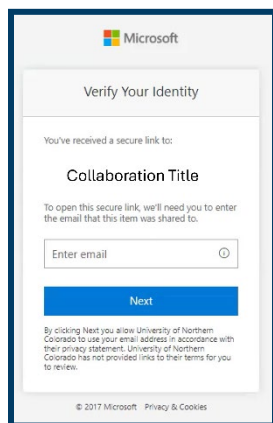 Microsoft
Verify Your Identity
You've received a secure link to:
Collaboration Title
To open this secure link, we'll need you to enter
the email that this item was shared to.
Enter email
Next
By clicking Next you allow University of Northern
Colorado to use your email address in accordance with
their privacy statement. University of Northern
Colorado has not provided links to their terms for you
to review.
© 2017 Microsoft Privacy & Cookies